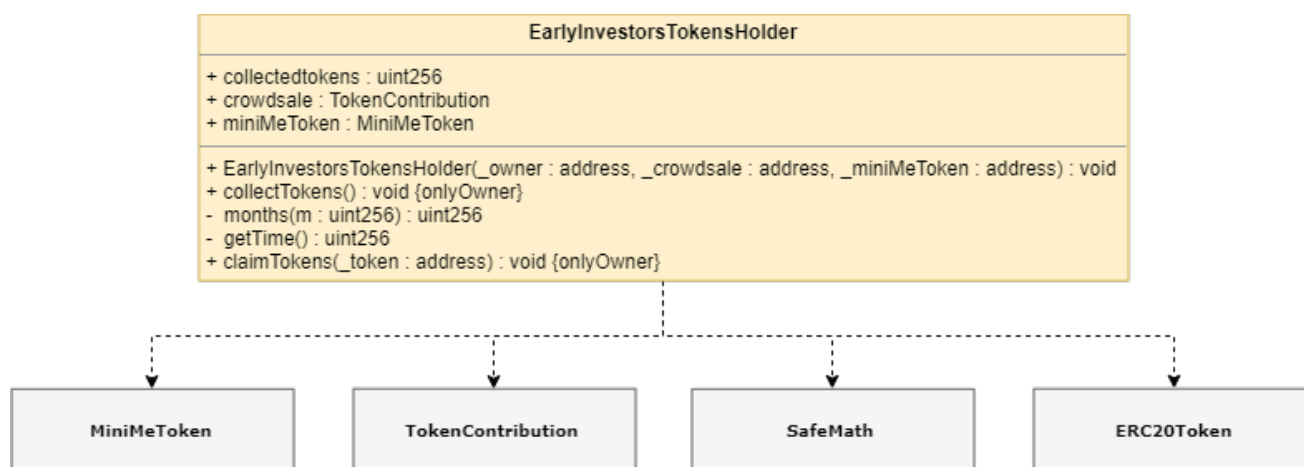 EarlyInvestorsTokensHolder
+ collectedtokens : uint256
+ crowdsale : TokenContribution
+ miniMeToken : MiniMeToken
+ EarlyInvestorsTokensHolder(_owner : address, _crowdsale : address, _miniMeToken : address) : void
+ collectTokens() : void {onlyOwner}
- months(m : uint256) : uint256
- getTime() : uint256
+ claimTokens(_token : address) : void {onlyOwner}
MiniMeToken
TokenContribution
SafeMath
ERC20Token